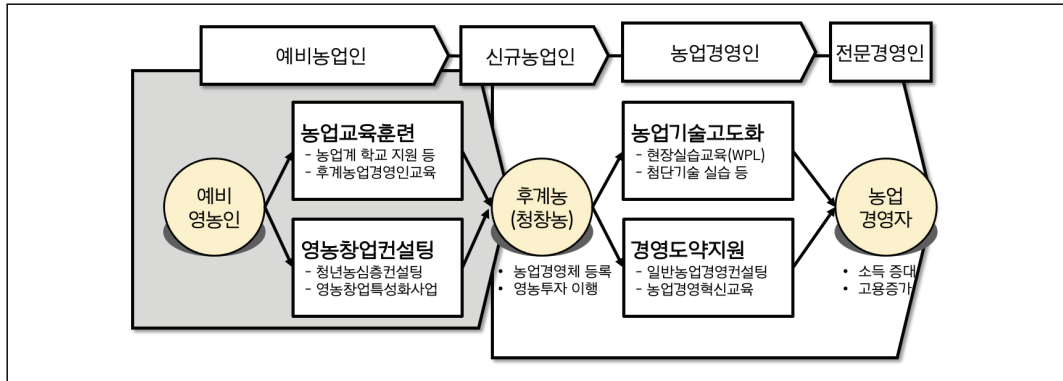 예비농업인
신규농업인
농업경영인
전문경영인
예비
영농인
농업교육훈련
- 농업계 학교 지원 등
- 후계농업경영인교육
영농창업컨설팅
- 청년농심층컨설팅
- 영농창업특성화사업
후계농
(청창농)
• 농업경영체 등록
• 영농투자 이행
농업기술고도화
- 현장실습교육(WPL)
- 첨단기술 실습 등
경영도약지원
- 일반농업경영컨설팅
- 농업경영혁신교육
농업
경영자
• 소득 증대
• 고용증가